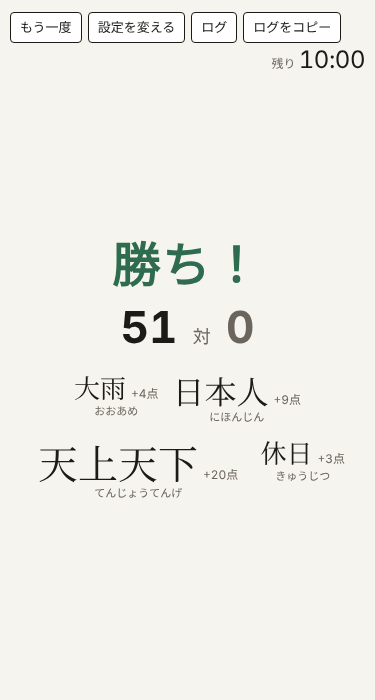 もう一度 設定を変える ログ ログをコピー
残り 10:00
勝ち！
51 対 0
大雨 +4点 日本人 +9点
おおあめ にほんじん
天上天下 +20点 休日 +3点
てんじょうてんげ きゅうじつ